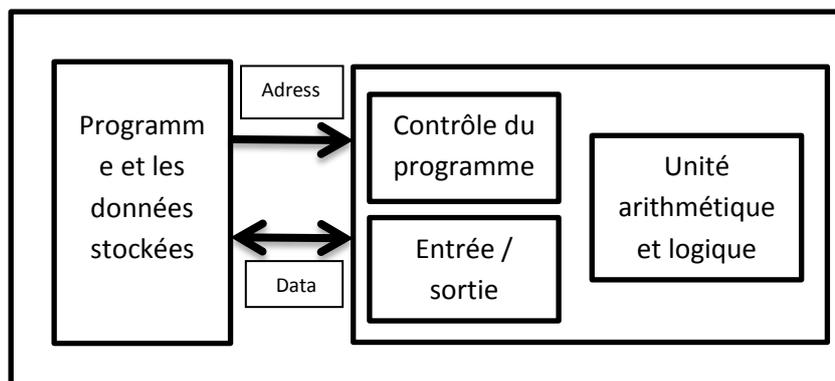 Programm
e et les
données
stockées
Adress
Data
Contrôle du
programme
Entrée /
sortie
Unité
arithmétique
et logique